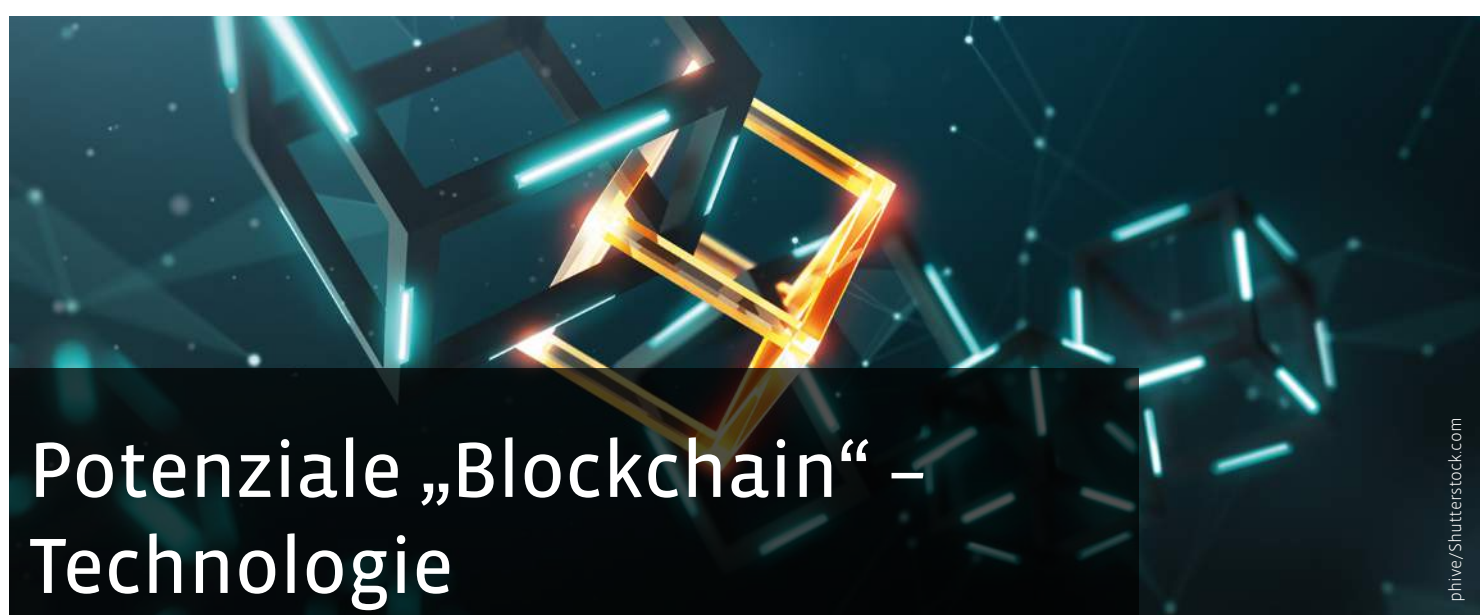 Potenziale „Blockchain“ –
Technologie
phive/Shutterstock.com